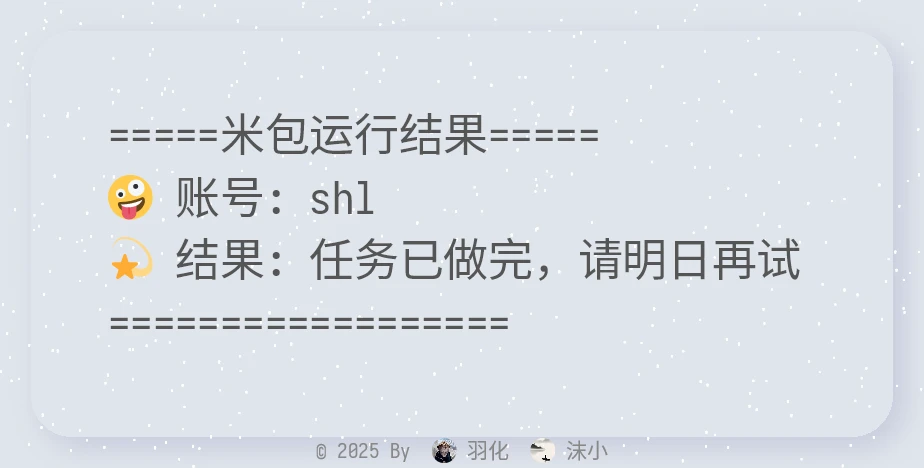 =====米包运行结果=====
🤪 账号：shl
💫 结果：任务已做完，请明日再试
==================
© 2025 By 羽化 沫小